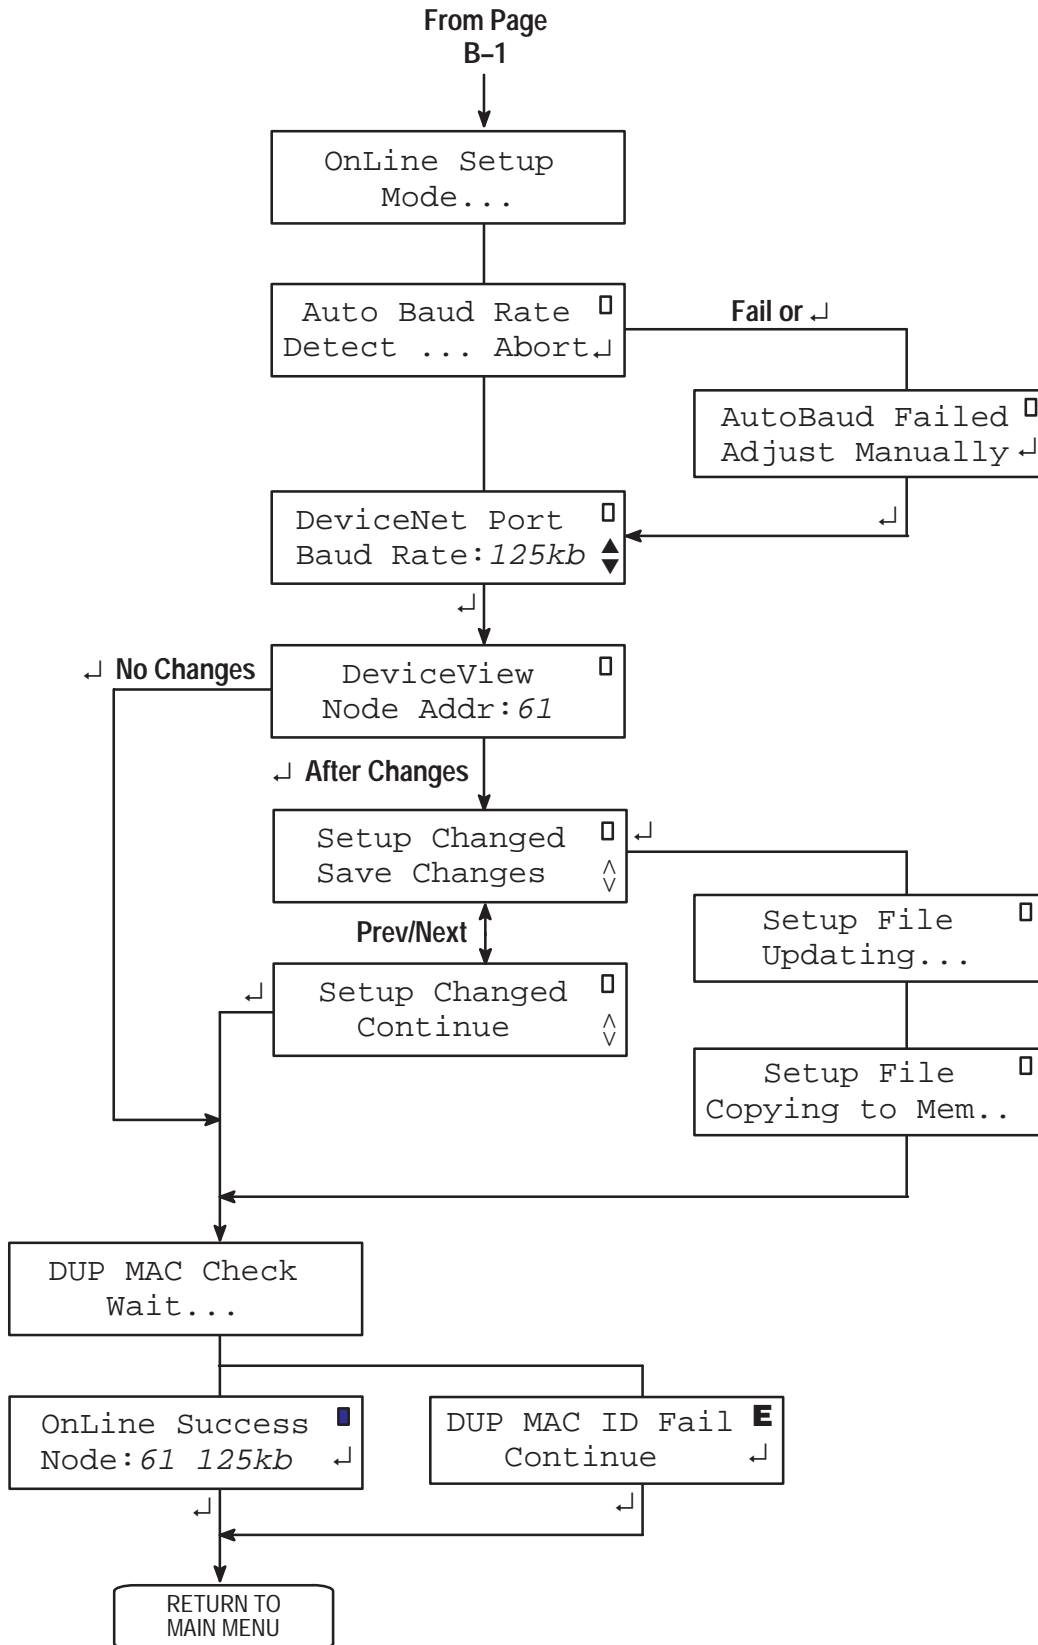 From Page
B–1
OnLine Setup
Mode...
Auto Baud Rate
Detect ... Abort↵
Fail or ↵
AutoBaud Failed
Adjust Manually ↵
↵
DeviceNet Port
Baud Rate:125kb
↵
↵ No Changes
DeviceView
Node Addr:61
↵ After Changes
Setup Changed
Save Changes
↵
Prev/Next
Setup File
Updating...
↵
Setup Changed
Continue
Setup File
Copying to Mem..
DUP MAC Check
Wait...
OnLine Success
Node:61 125kb ↵
DUP MAC ID Fail E
Continue ↵
↵
↵
RETURN TO
MAIN MENU